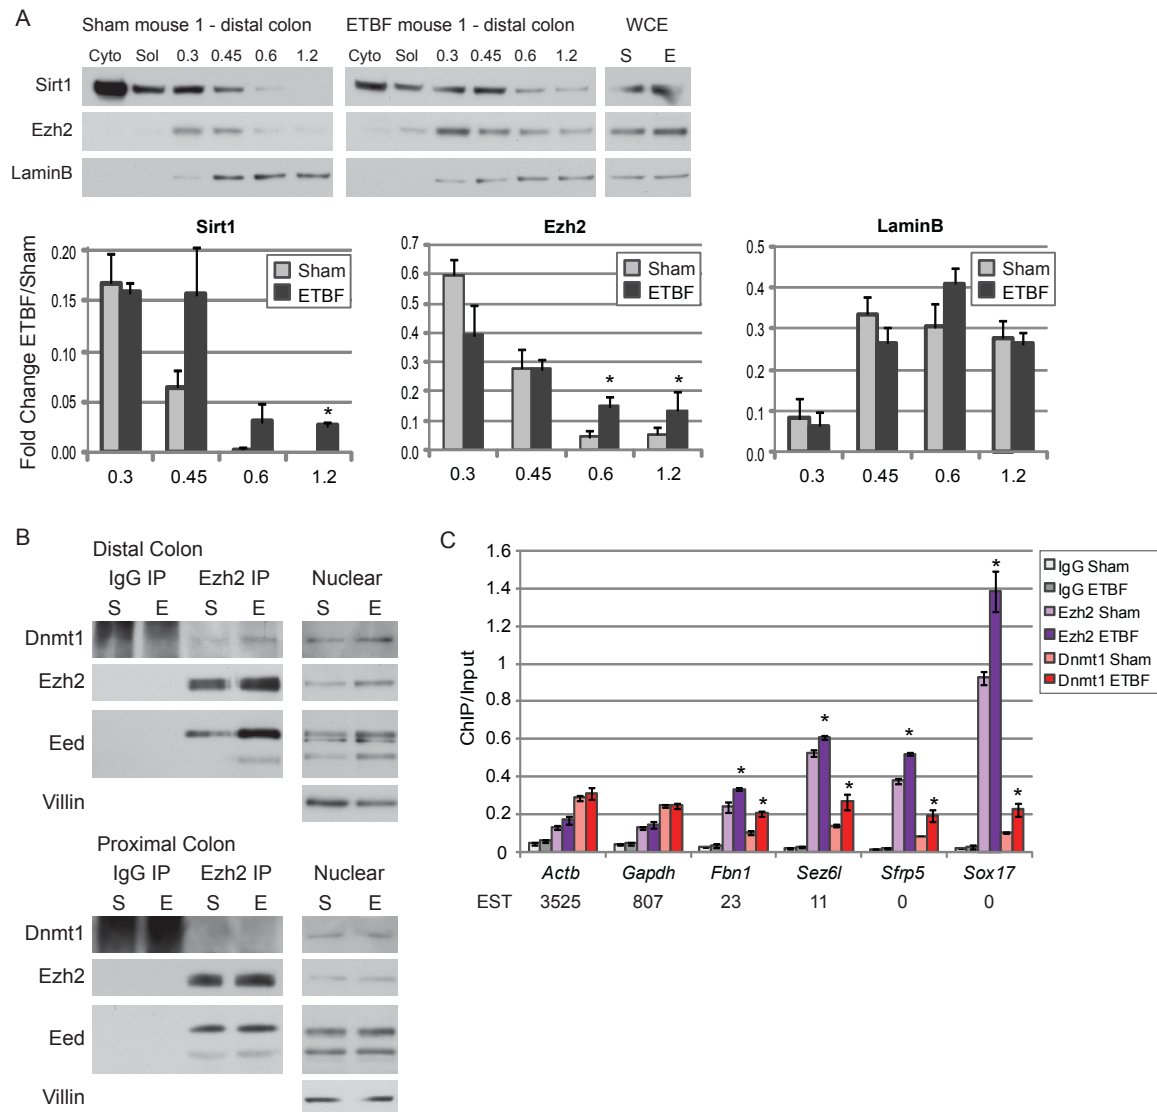 A
Sham mouse 1 - distal colon
ETBF mouse 1 - distal colon
WCE
Cyto Sol 0.3 0.45 0.6 1.2
Cyto Sol 0.3 0.45 0.6 1.2
S E
Sirt1
Ezh2
LaminB
Fold Change ETBF/Sham
Sirt1
0.20
0.15
0.10
0.05
0.00
Sham
ETBF
*
0.3 0.45 0.6 1.2
Ezh2
0.7
0.6
0.5
0.4
0.3
0.2
0.1
0.0
Sham
ETBF
* *
0.3 0.45 0.6 1.2
LaminB
0.5
0.4
0.3
0.2
0.1
0.0
Sham
ETBF
0.3 0.45 0.6 1.2
B
Distal Colon
IgG IP Ezh2 IP Nuclear
S E S E S E
Dnmt1
Ezh2
Eed
Villin
Proximal Colon
IgG IP Ezh2 IP Nuclear
S E S E S E
Dnmt1
Ezh2
Eed
Villin
C
ChIP/Input
1.6
1.4
1.2
1
0.8
0.6
0.4
0.2
0
* * * * * * * *
IgG Sham
IgG ETBF
Ezh2 Sham
Ezh2 ETBF
Dnmt1 Sham
Dnmt1 ETBF
Actb Gapdh Fbn1 Sez6l Sfrp5 Sox17
EST 3525 807 23 11 0 0